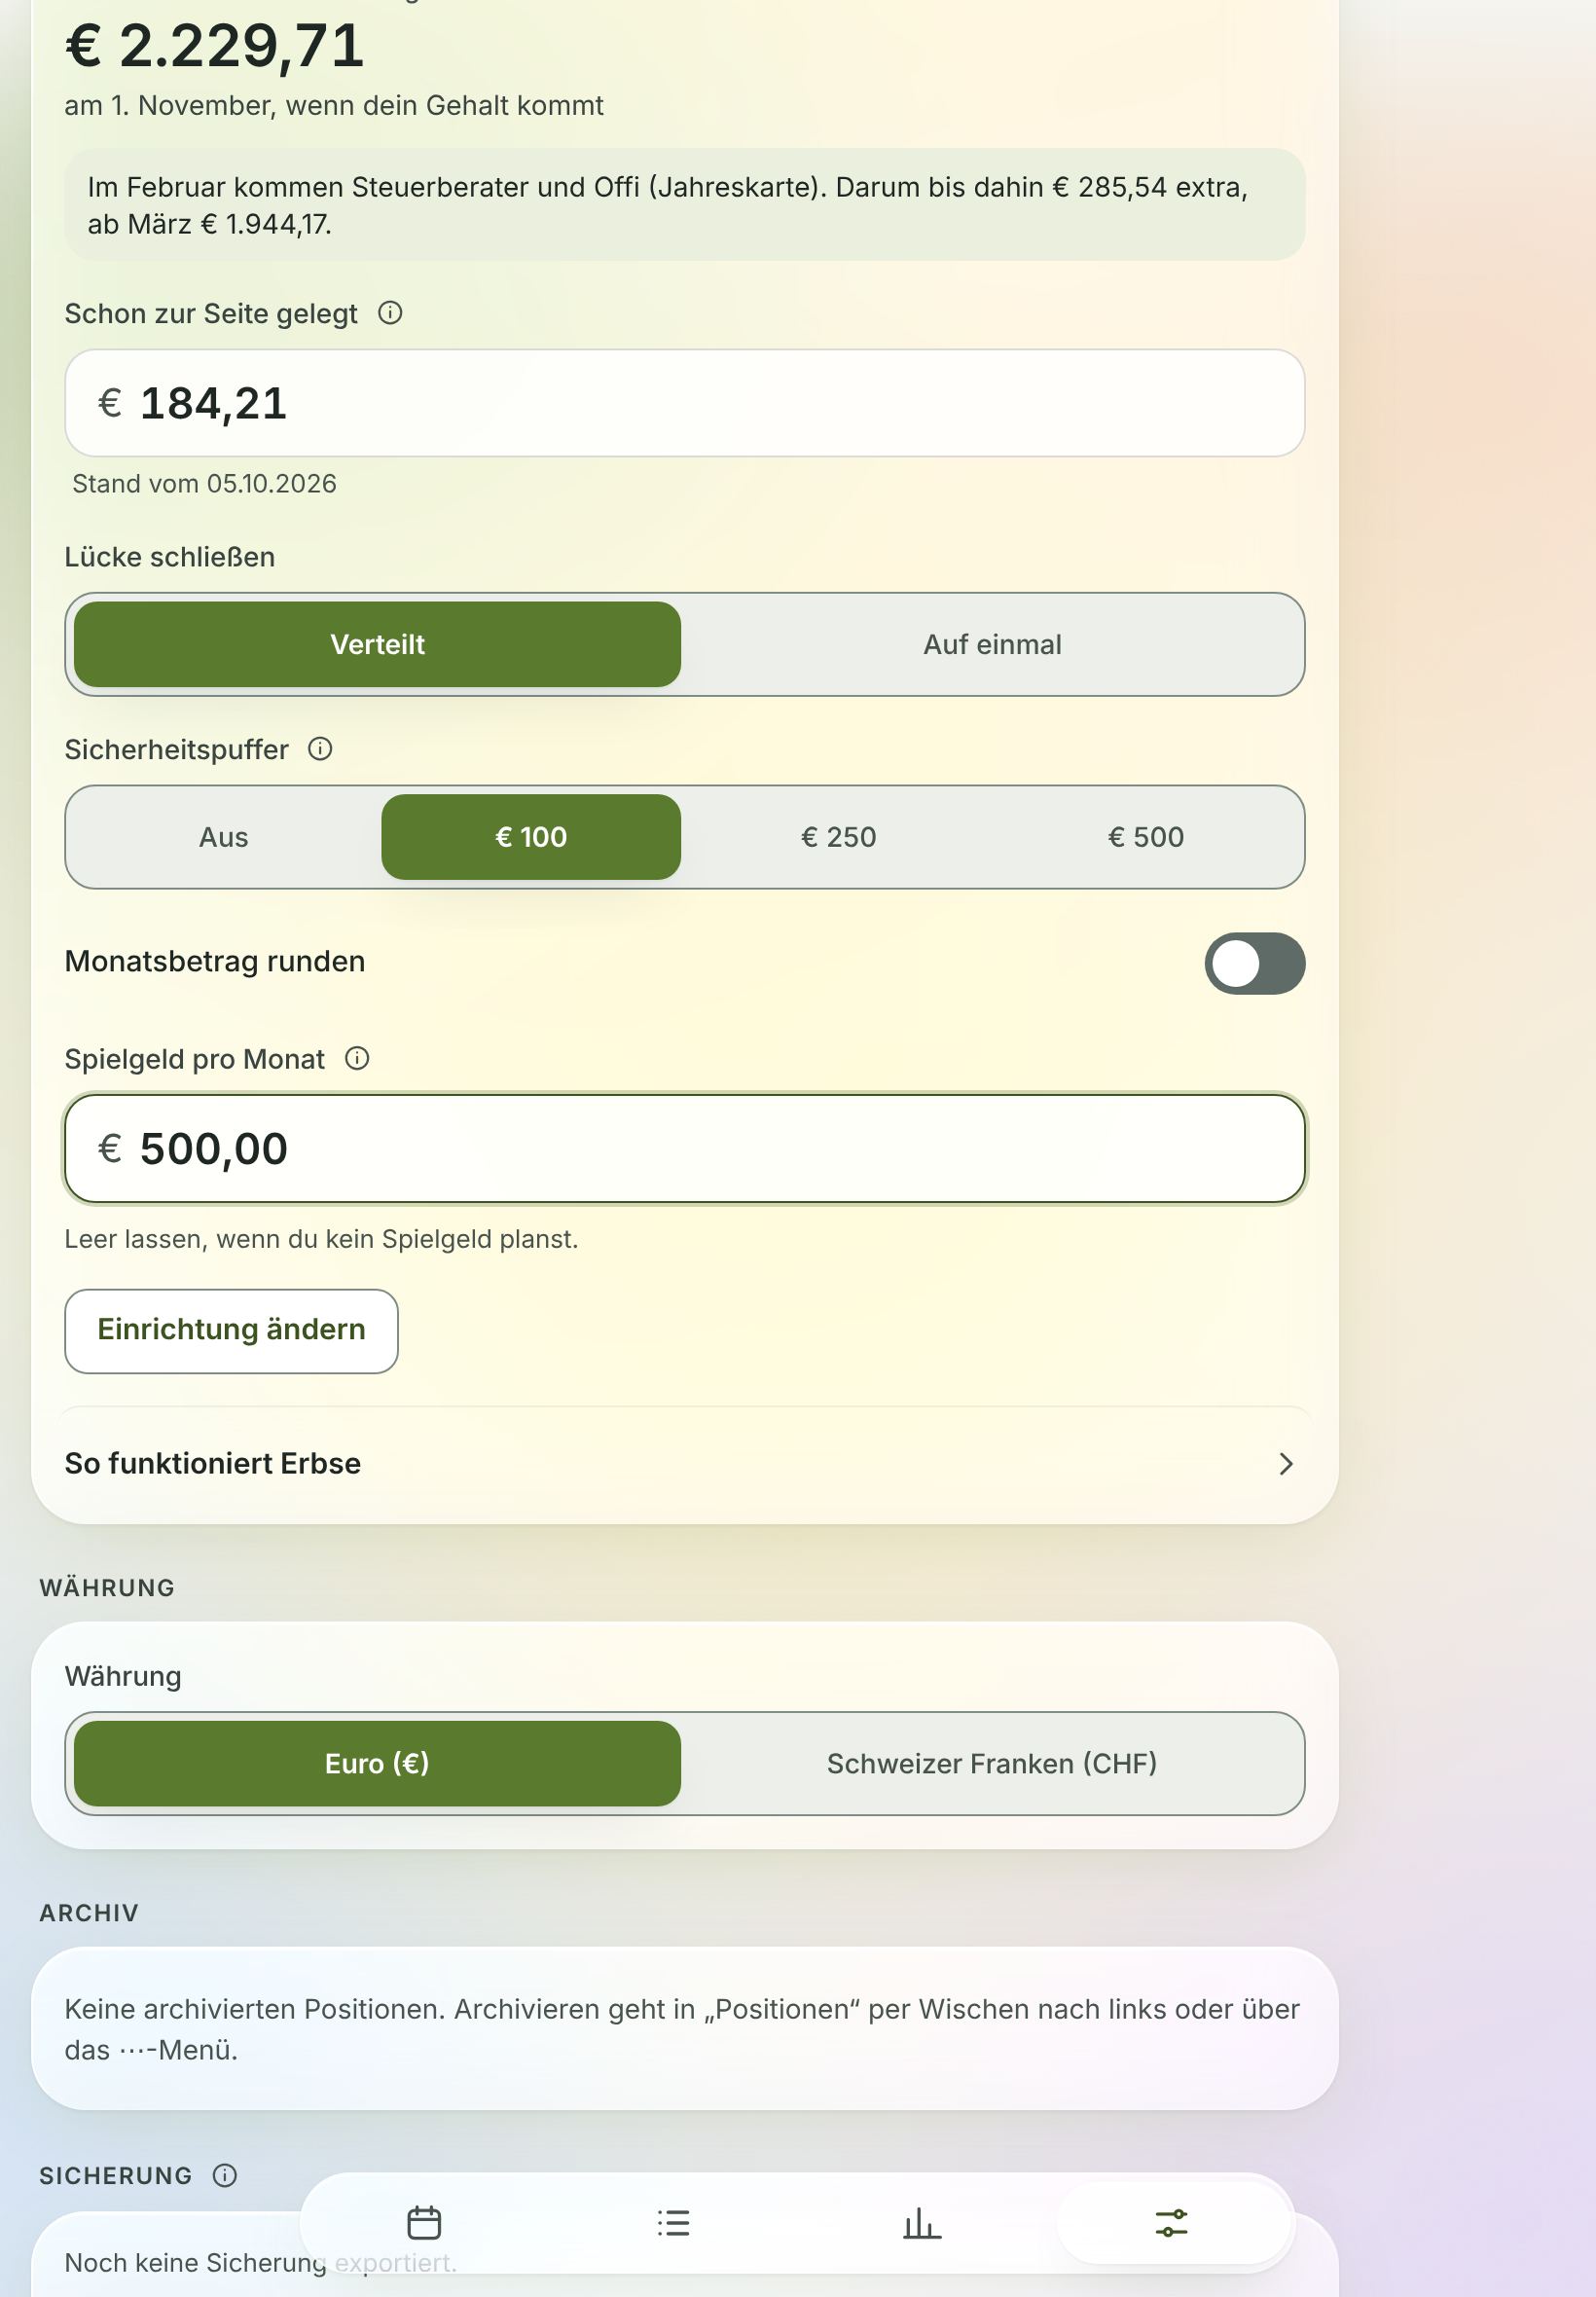 € 2.229,71
am 1. November, wenn dein Gehalt kommt
Im Februar kommen Steuerberater und Offi (Jahreskarte). Darum bis dahin € 285,54 extra,
ab März € 1.944,17.
Schon zur Seite gelegt
€ 184,21
Stand vom 05.10.2026
Lücke schließen
Verteilt
Auf einmal
Sicherheitspuffer
Aus
€ 100
€ 250
€ 500
Monatsbetrag runden
Spielgeld pro Monat
€ 500,00
Leer lassen, wenn du kein Spielgeld planst.
Einrichtung ändern
So funktioniert Erbse
WÄHRUNG
Währung
Euro (€)
Schweizer Franken (CHF)
ARCHIV
Keine archivierten Positionen. Archivieren geht in „Positionen“ per Wischen nach links oder über
das ···-Menü.
SICHERUNG
Noch keine Sicherung exportiert.